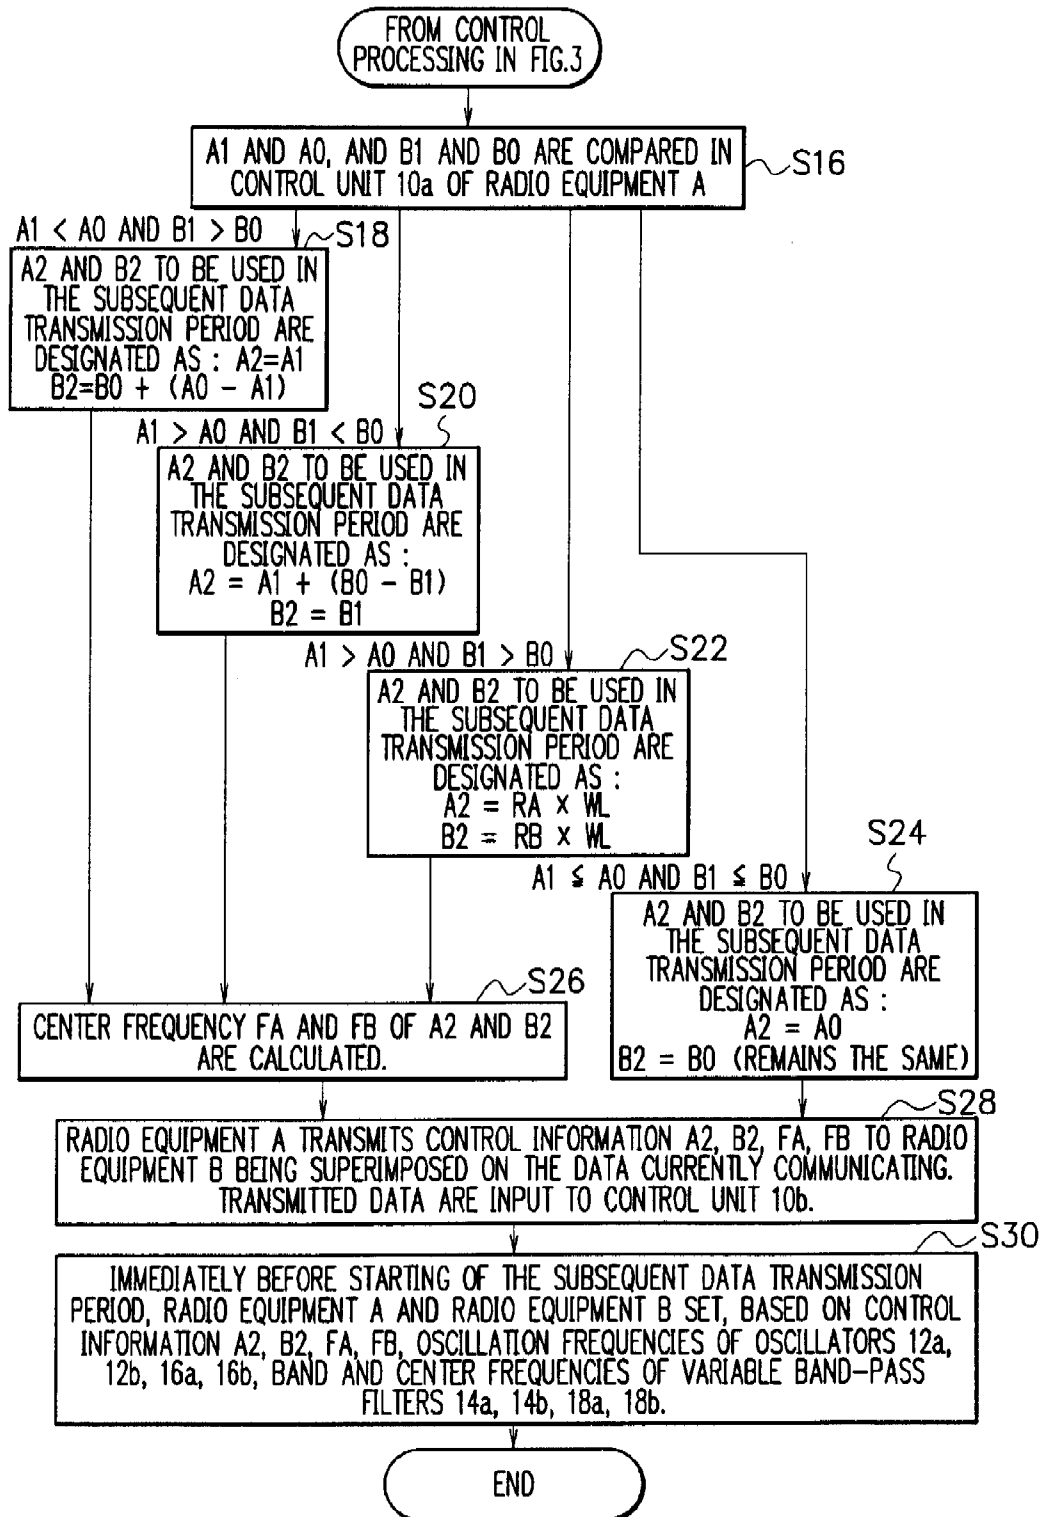 FROM CONTROL
PROCESSING IN FIG.3
A1 AND A0, AND B1 AND B0 ARE COMPARED IN
CONTROL UNIT 10a OF RADIO EQUIPMENT A
S16
A1 < A0 AND B1 > B0
S18
A2 AND B2 TO BE USED IN
THE SUBSEQUENT DATA
TRANSMISSION PERIOD ARE
DESIGNATED AS : A2=A1
B2=B0 + (A0 - A1)
S20
A1 > A0 AND B1 < B0
A2 AND B2 TO BE USED IN
THE SUBSEQUENT DATA
TRANSMISSION PERIOD ARE
DESIGNATED AS :
A2 = A1 + (B0 - B1)
B2 = B1
A1 > A0 AND B1 > B0
S22
A2 AND B2 TO BE USED IN
THE SUBSEQUENT DATA
TRANSMISSION PERIOD ARE
DESIGNATED AS :
A2 = RA × WL
B2 = RB × WL
S24
A1 ≦ A0 AND B1 ≦ B0
A2 AND B2 TO BE USED IN
THE SUBSEQUENT DATA
TRANSMISSION PERIOD ARE
DESIGNATED AS :
A2 = A0
B2 = B0 (REMAINS THE SAME)
S26
CENTER FREQUENCY FA AND FB OF A2 AND B2
ARE CALCULATED.
S28
RADIO EQUIPMENT A TRANSMITS CONTROL INFORMATION A2, B2, FA, FB TO RADIO
EQUIPMENT B BEING SUPERIMPOSED ON THE DATA CURRENTLY COMMUNICATING.
TRANSMITTED DATA ARE INPUT TO CONTROL UNIT 10b.
S30
IMMEDIATELY BEFORE STARTING OF THE SUBSEQUENT DATA TRANSMISSION
PERIOD, RADIO EQUIPMENT A AND RADIO EQUIPMENT B SET, BASED ON CONTROL
INFORMATION A2, B2, FA, FB, OSCILLATION FREQUENCIES OF OSCILLATORS 12a,
12b, 16a, 16b, BAND AND CENTER FREQUENCIES OF VARIABLE BAND-PASS
FILTERS 14a, 14b, 18a, 18b.
END